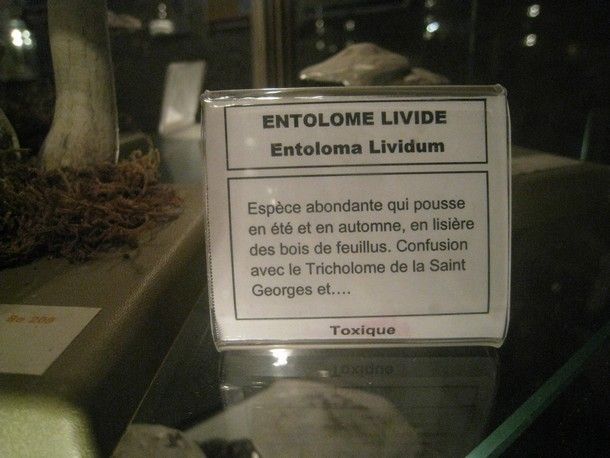 ENTOLOME LIVIDE
Entoloma Lividum
Espèce abondante qui pousse
en été et en automne, en lisière
des bois de feuillus. Confusion
avec le Tricholome de la Saint
Georges et....
Toxique